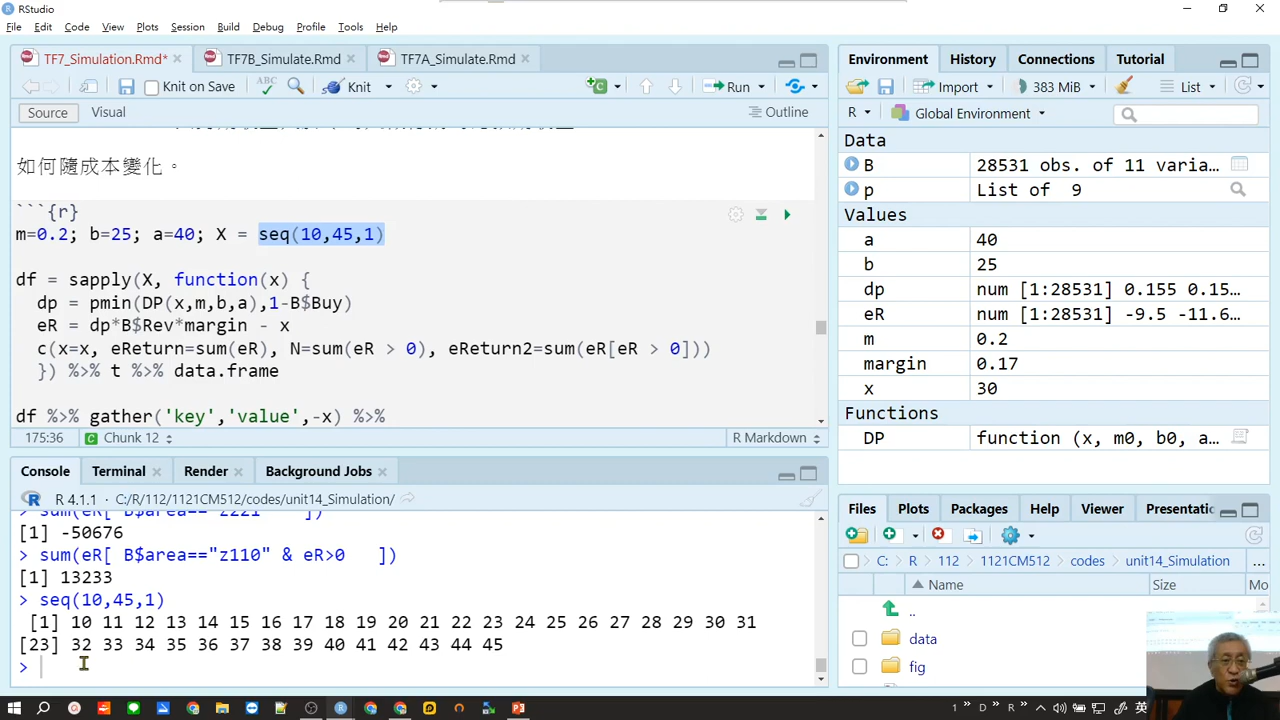 RStudio
File Edit Code View Plots Session Build Debug Profile Tools Help
TF7_Simulation.Rmd* TF7B_Simulate.Rmd TF7A_Simulate.Rmd
Knit on Save ABC Knit Run
Source Visual Outline
如何隨成本變化。
```{r}
m=0.2; b=25; a=40; X = seq(10,45,1)
df = sapply(X, function(x) {
dp = pmin(DP(x,m,b,a),1-B$Buy)
eR = dp*B$Rev*margin - x
c(x=x, eReturn=sum(eR), N=sum(eR > 0), eReturn2=sum(eR[eR > 0]))
}) %>% t %>% data.frame
df %>% gather('key','value',-x) %>%
175:36 Chunk 12 R Markdown
Console Terminal Render Background Jobs
R 4.1.1 · C:/R/112/1121CM512/codes/unit14_Simulation/
> sum(eR[ B$area=="z221" ])
[1] -50676
> sum(eR[ B$area=="z110" & eR>0 ])
[1] 13233
> seq(10,45,1)
[1] 10 11 12 13 14 15 16 17 18 19 20 21 22 23 24 25 26 27 28 29 30 31
[23] 32 33 34 35 36 37 38 39 40 41 42 43 44 45
>
Environment History Connections Tutorial
Import 383 MiB List
R Global Environment
Data
B 28531 obs. of 11 varia...
p List of 9
Values
a 40
b 25
dp num [1:28531] 0.155 0.15...
eR num [1:28531] -9.5 -11.6...
m 0.2
margin 0.17
x 30
Functions
DP function (x, m0, b0, a...
Files Plots Packages Help Viewer Presentatic
C: R 112 1121CM512 codes unit14_Simulation ...
Name Size Mo
..
data
fig
1 D R 英